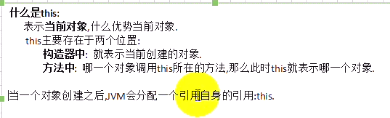 什么是this:
表示当前对象,什么优势当前对象.
this主要存在于两个位置:
构造器中: 就表示当前创建的对象.
方法中: 哪一个对象调用this所在的方法,那么此时this就表示哪一个对象.
当一个对象创建之后,JVM会分配一个引用自身的引用:this.